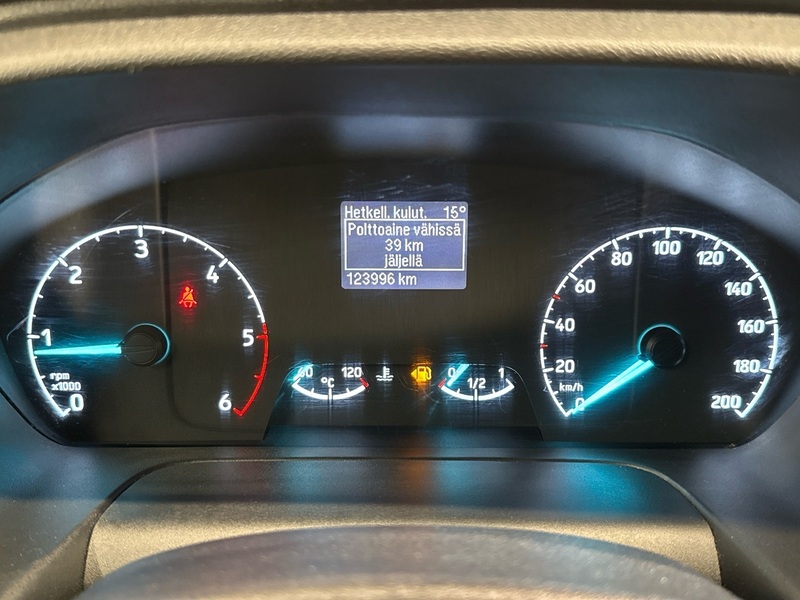 Hetkell. kulut. 15°
Polttoaine vähissä
39 km
jäljellä
123996 km
0 1 2 3 4 5 6
rpm
x1000
120
°C
0 1/2 1
0 20 40 60 80 100 120 140 160 180 200
km/h